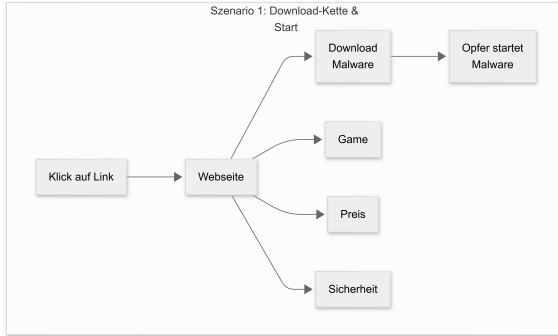 Szenario 1: Download-Kette &
Start
Download
Malware
Opfer startet
Malware
Game
Klick auf Link
Webseite
Preis
Sicherheit